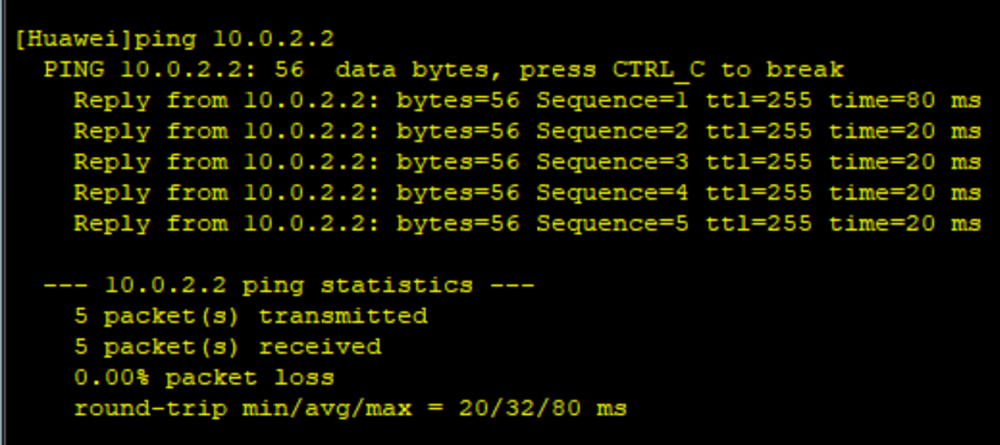 [Huawei]ping 10.0.2.2
PING 10.0.2.2: 56  data bytes, press CTRL_C to break
Reply from 10.0.2.2: bytes=56 Sequence=1 ttl=255 time=80 ms
Reply from 10.0.2.2: bytes=56 Sequence=2 ttl=255 time=20 ms
Reply from 10.0.2.2: bytes=56 Sequence=3 ttl=255 time=20 ms
Reply from 10.0.2.2: bytes=56 Sequence=4 ttl=255 time=20 ms
Reply from 10.0.2.2: bytes=56 Sequence=5 ttl=255 time=20 ms
--- 10.0.2.2 ping statistics ---
5 packet(s) transmitted
5 packet(s) received
0.00% packet loss
round-trip min/avg/max = 20/32/80 ms